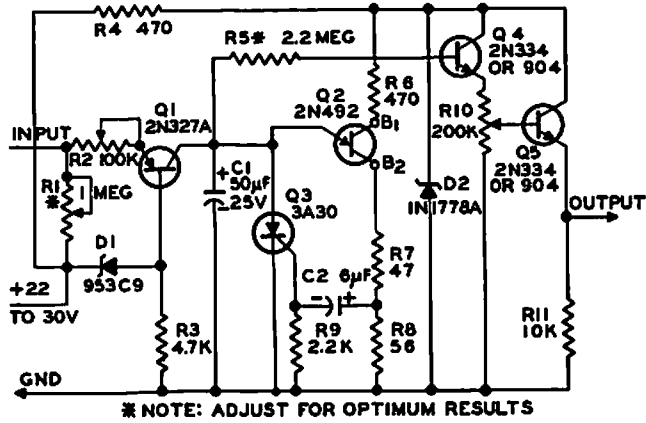 R4 470
R5* 2.2 MEG
Q4
2N334
OR 904
Q1
2N327A
Q2
2N492
R6
470
B1
B2
R10
200K
INPUT
R2 100K
R1
*
1 MEG
+
C1
50µF
-
25V
Q3
3A30
D2
1N1778A
Q5
2N334
OR 904
OUTPUT
D1
953C9
C2 6µF
- +
R7
47
+22
TO 30V
R3
4.7K
R9
2.2K
R8
56
R11
10K
GND
* NOTE: ADJUST FOR OPTIMUM RESULTS